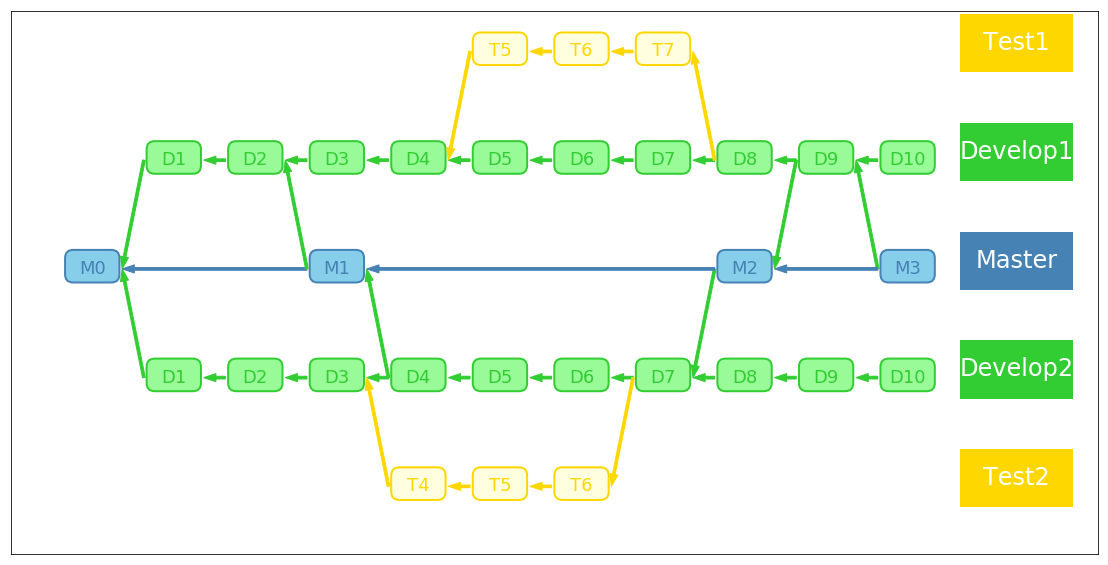 T5 T6 T7 Test1
D1 D2 D3 D4 D5 D6 D7 D8 D9 D10 Develop1
M0 M1 M2 M3 Master
D1 D2 D3 D4 D5 D6 D7 D8 D9 D10 Develop2
T4 T5 T6 Test2